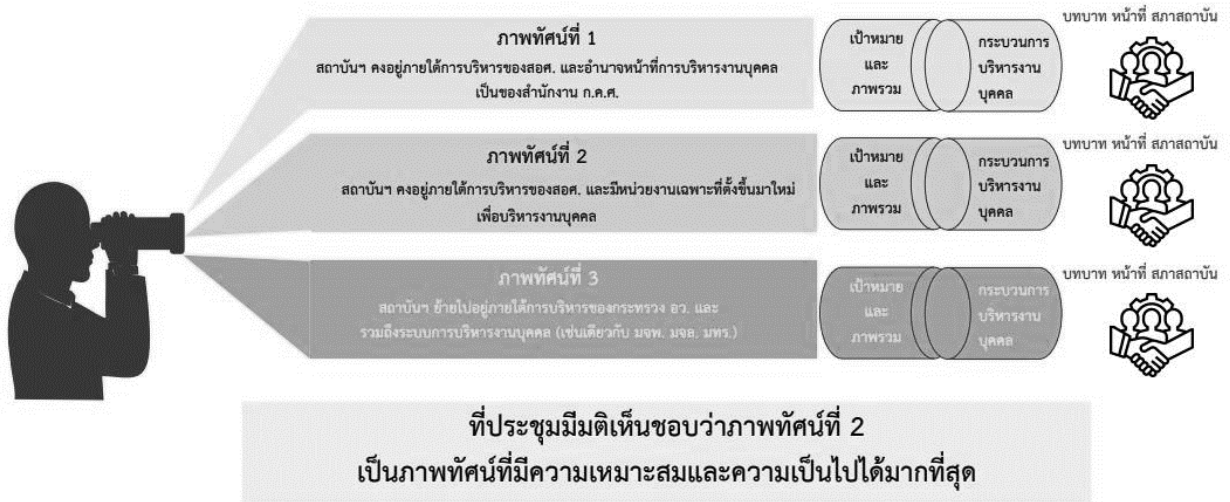 ภาพทัศน์ที่ 1
สถาบันฯ คงอยู่ภายใต้การบริหารของสอศ. และอำนาจหน้าที่การบริหารงานบุคคล
เป็นของสำนักงาน ก.ค.ศ.
เป้าหมาย
และ
ภาพรวม
กระบวนการ
บริหารงาน
บุคคล
บทบาท หน้าที่ สภาสถาบัน
ภาพทัศน์ที่ 2
สถาบันฯ คงอยู่ภายใต้การบริหารของสอศ. และมีหน่วยงานเฉพาะที่ตั้งขึ้นมาใหม่
เพื่อบริหารงานบุคคล
เป้าหมาย
และ
ภาพรวม
กระบวนการ
บริหารงาน
บุคคล
บทบาท หน้าที่ สภาสถาบัน
ภาพทัศน์ที่ 3
สถาบันฯ ย้ายไปอยู่ภายใต้การบริหารของกระทรวง อว. และ
รวมถึงระบบการบริหารงานบุคคล (เช่นเดียวกับ มจพ. มจล. มทร.)
เป้าหมาย
และ
ภาพรวม
กระบวนการ
บริหารงาน
บุคคล
บทบาท หน้าที่ สภาสถาบัน
ที่ประชุมมีมติเห็นชอบว่าภาพทัศน์ที่ 2
เป็นภาพทัศน์ที่มีความเหมาะสมและความเป็นไปได้มากที่สุด